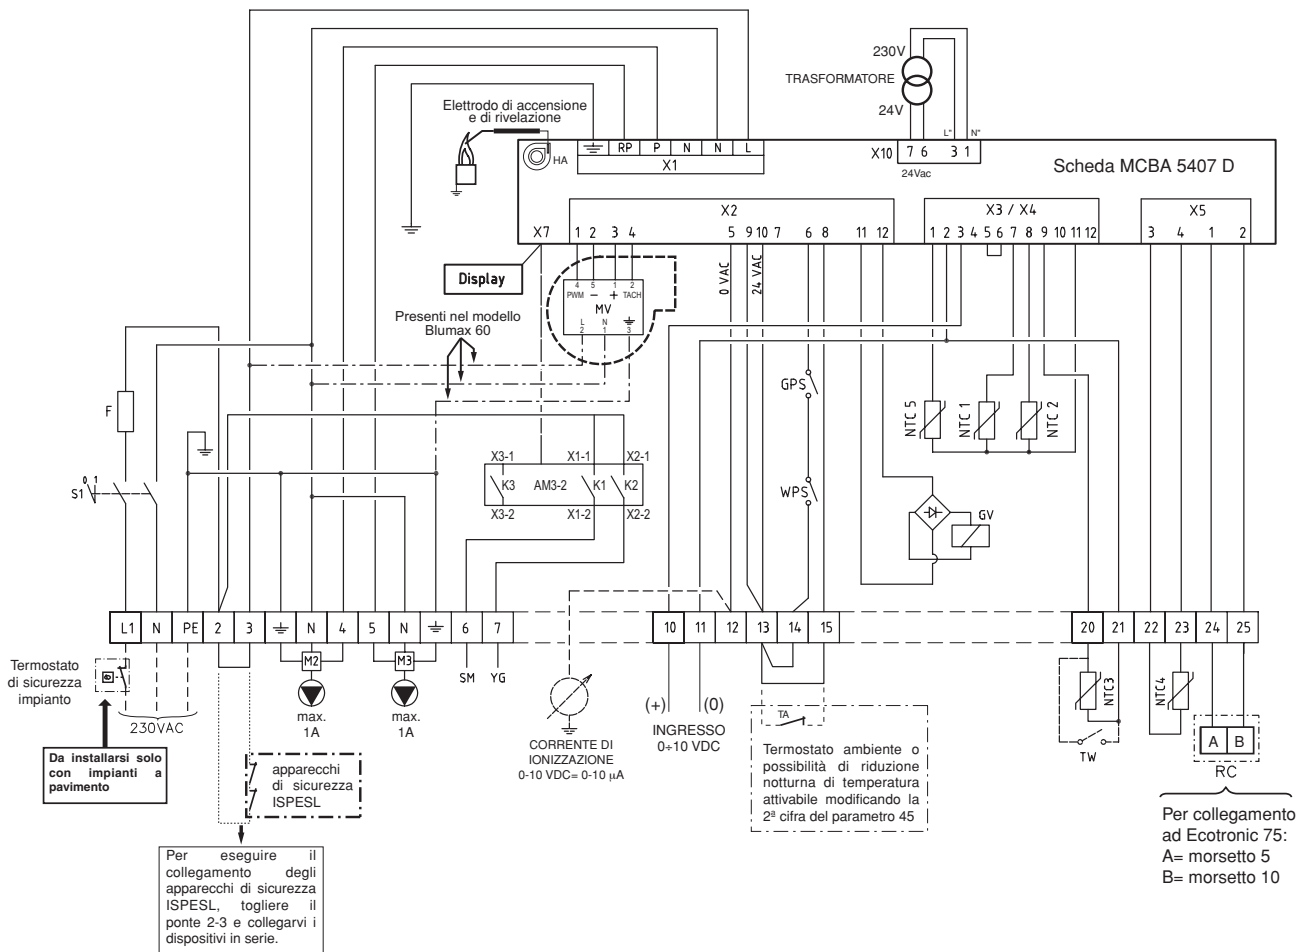 230V
TRASFORMATORE
24V
Elettrodo di accensione
e di rivelazione
HA
RP P N N L
X1
L" N"
X10 7 6 3 1
24Vac
Scheda MCBA 5407 D
X2
X3 / X4
X5
X7 1 2 3 4 5 9 10 7 6 8 11 12
1 2 3 4 5 6 7 8 9 10 11 12
3 4 1 2
Display
0 VAC
24 VAC
4 5 1 2
PWM − + TACH
MV
L N
2 1 3
Presenti nel modello
Blumax 60
GPS
F
NTC 5
NTC 1
NTC 2
X3-1 X1-1 X2-1
S1 0 1
K3 AM3-2 K1 K2
WPS
X3-2 X1-2 X2-2
GV
L1 N PE 2 3 N 4 5 N 6 7
10 11 12 13 14 15
20 21 22 23 24 25
M2
M3
SM YG
Termostato
di sicurezza
impianto
θ
max.
1A
max.
1A
230VAC
(+) (0)
INGRESSO
0÷10 VDC
TA
NTC3
NTC4
TW
A B
RC
CORRENTE DI
IONIZZAZIONE
0-10 VDC= 0-10 µA
Da installarsi solo
con impianti a
pavimento
apparecchi
di sicurezza
ISPESL
Termostato ambiente o
possibilità di riduzione
notturna di temperatura
attivabile modificando la
2ª cifra del parametro 45
Per collegamento
ad Ecotronic 75:
A= morsetto 5
B= morsetto 10
Per eseguire il
collegamento degli
apparecchi di sicurezza
ISPESL, togliere il
ponte 2-3 e collegarvi i
dispositivi in serie.